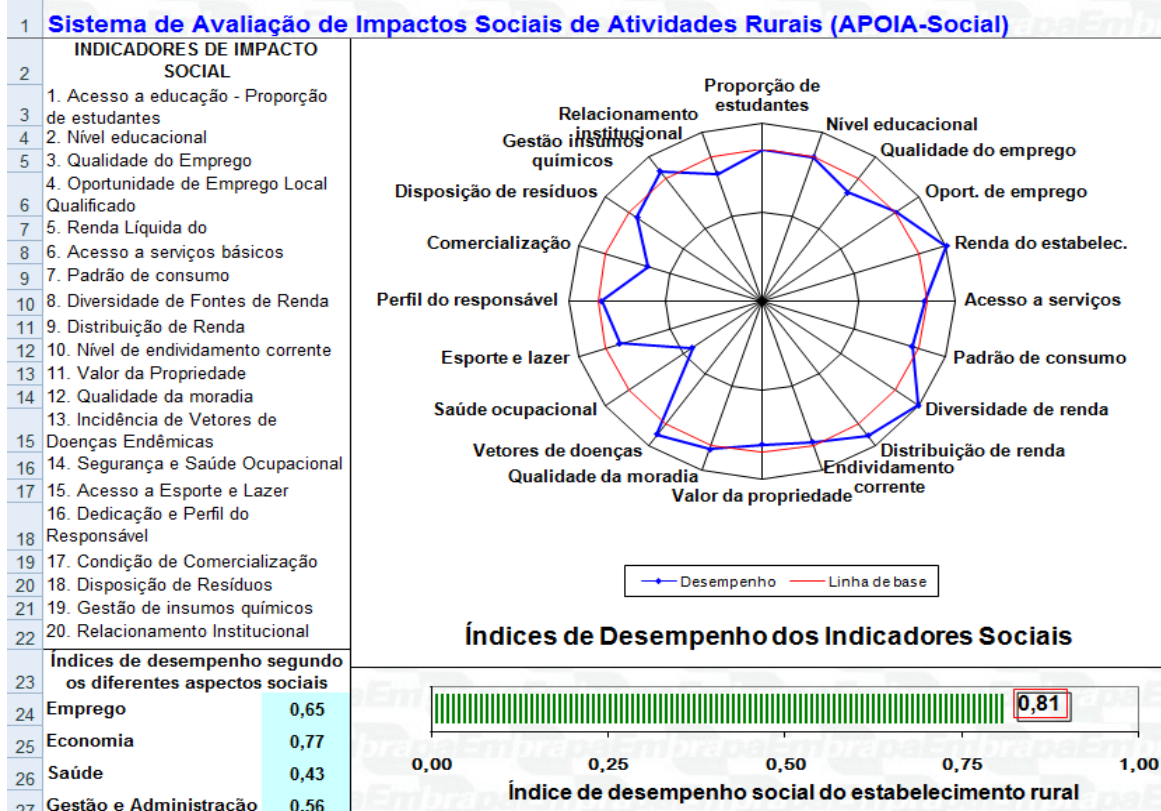 1 Sistema de Avaliação de Impactos Sociais de Atividades Rurais (APOIA-Social)
2 INDICADORES DE IMPACTO
SOCIAL
1. Acesso a educação - Proporção
3 de estudantes
4 2. Nível educacional
5 3. Qualidade do Emprego
4. Oportunidade de Emprego Local
6 Qualificado
7 5. Renda Líquida do
8 6. Acesso a serviços básicos
9 7. Padrão de consumo
10 8. Diversidade de Fontes de Renda
11 9. Distribuição de Renda
12 10. Nível de endividamento corrente
13 11. Valor da Propriedade
14 12. Qualidade da moradia
13. Incidência de Vetores de
15 Doenças Endêmicas
16 14. Segurança e Saúde Ocupacional
17 15. Acesso a Esporte e Lazer
16. Dedicação e Perfil do
18 Responsável
19 17. Condição de Comercialização
20 18. Disposição de Resíduos
21 19. Gestão de insumos químicos
22 20. Relacionamento Institucional
Índices de desempenho segundo
23 os diferentes aspectos sociais
24 Emprego 0,65
25 Economia 0,77
26 Saúde 0,43
27 Gestão e Administração 0,56
Proporção de
estudantes
Nível educacional
Qualidade do emprego
Oport. de emprego
Renda do estabelec.
Acesso a serviços
Padrão de consumo
Diversidade de renda
Distribuição de renda
Endividamento
corrente
Valor da propriedade
Qualidade da moradia
Vetores de doenças
Saúde ocupacional
Esporte e lazer
Perfil do responsável
Comercialização
Disposição de resíduos
Gestão insumos
químicos
Relacionamento
institucional
Desempenho Linha de base
Índices de Desempenho dos Indicadores Sociais
0,81
0,00 0,25 0,50 0,75 1,00
Índice de desempenho social do estabelecimento rural